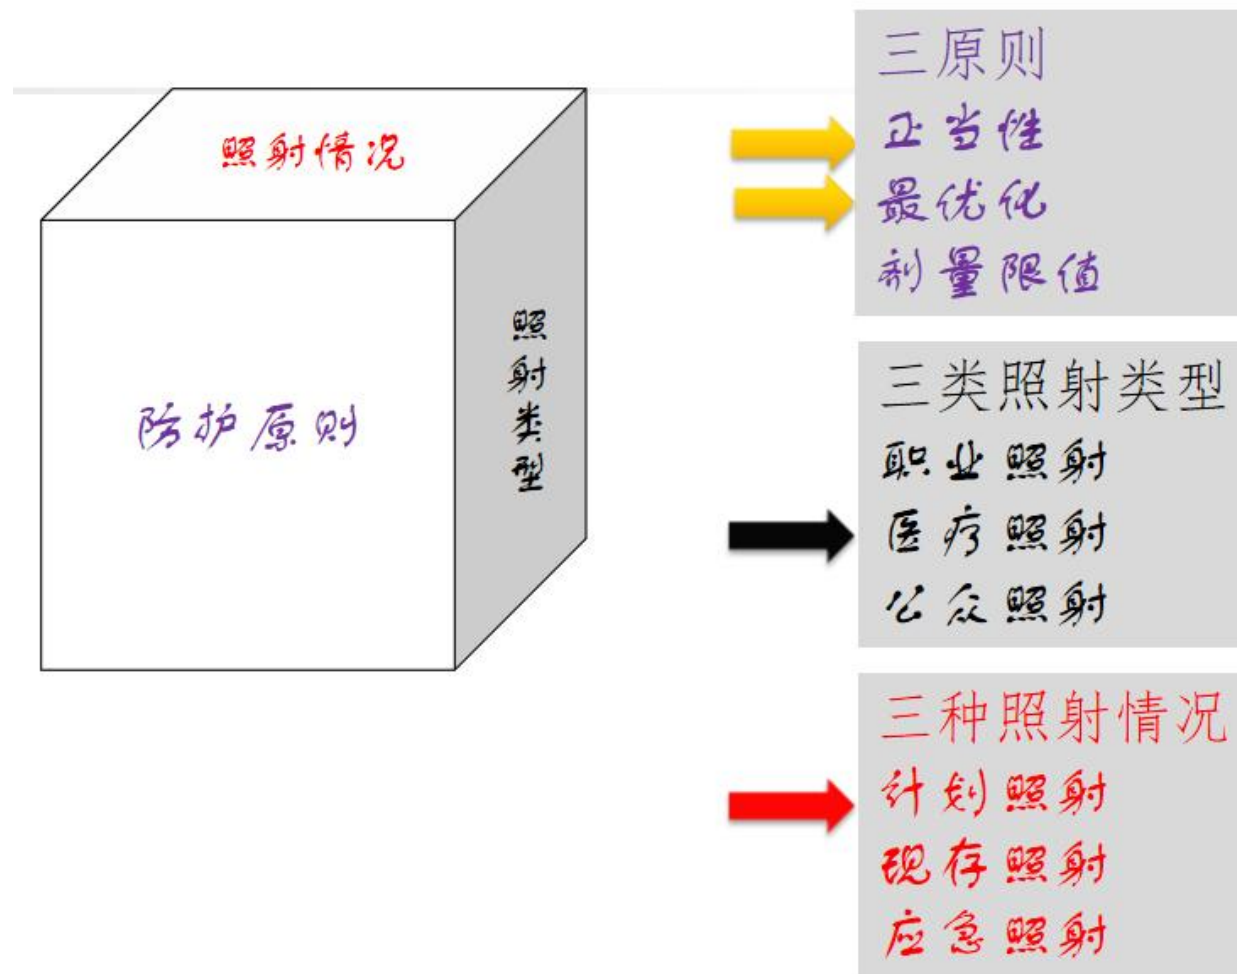 照射情况
防护原则
照射类型
三原则
正当性
最优化
剂量限值
三类照射类型
职业照射
医疗照射
公众照射
三种照射情况
计划照射
现存照射
应急照射